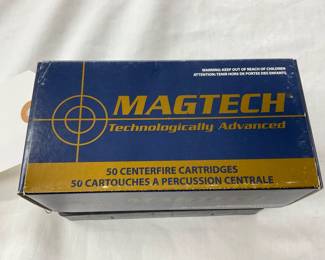 WARNING: KEEP OUT OF REACH OF CHILDREN
ATTENTION: TENIR HORS DE PORTEE DES ENFANTS
MAGTECH
Technologically Advanced
50 CENTERFIRE CARTRIDGES
50 CARTOUCHES A PERCUSSION CENTRALE